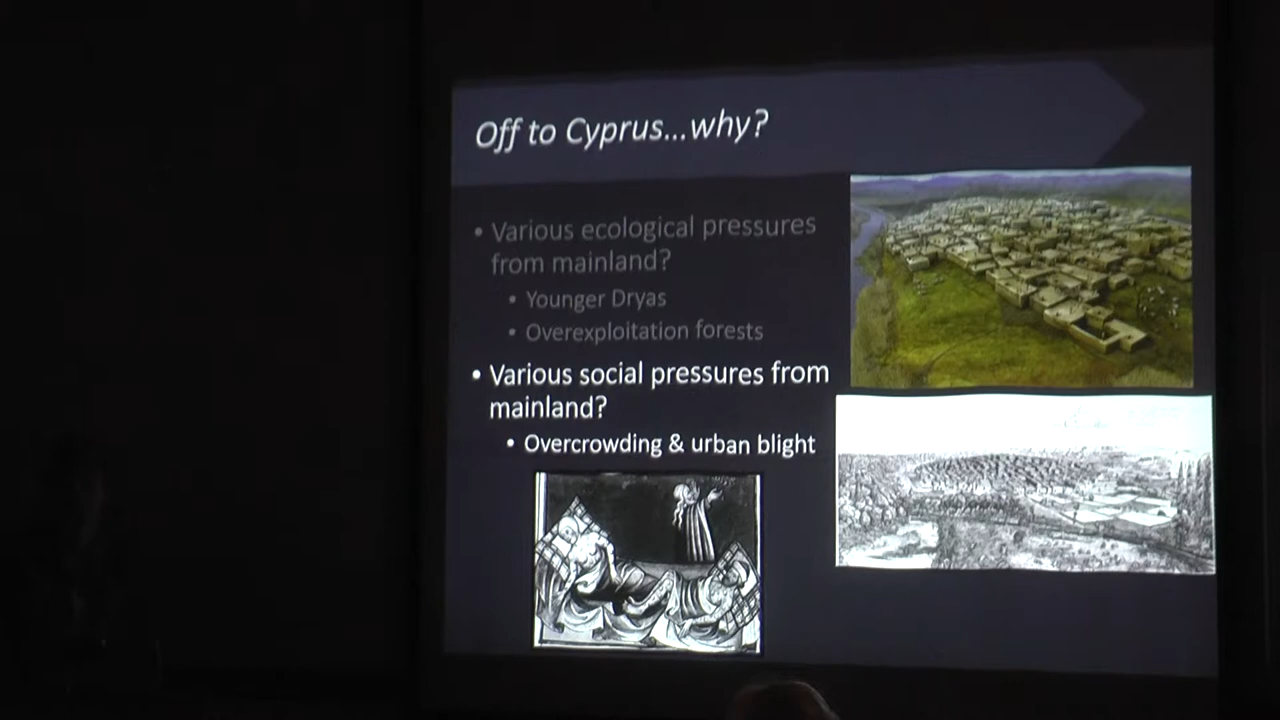 Off to Cyprus...why?
• Various ecological pressures
from mainland?
• Younger Dryas
• Overexploitation forests
• Various social pressures from
mainland?
• Overcrowding & urban blight